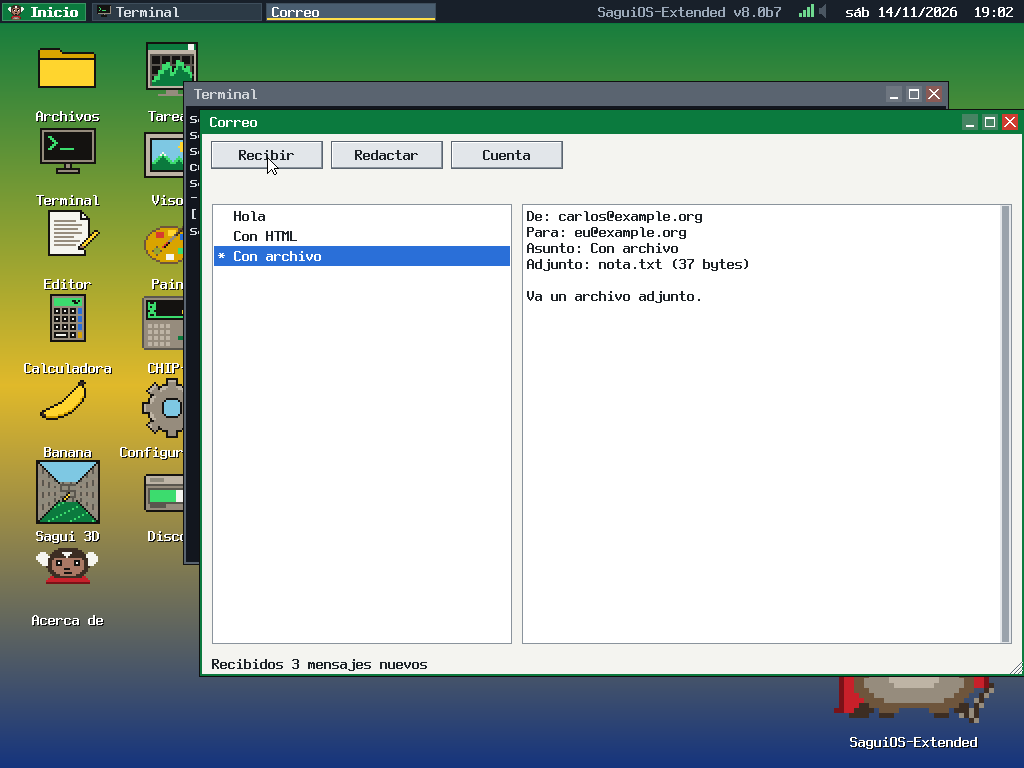 Inicio
Terminal
Correo
SaguiOS-Extended v8.0b7
sáb 14/11/2026
19:02
Archivos
Terminal
Editor
Calculadora
Banana
Sagui 3D
Acerca de
Terminal
Correo
Recibir
Redactar
Cuenta
Hola
Con HTML
* Con archivo
De: carlos@example.org
Para: eu@example.org
Asunto: Con archivo
Adjunto: nota.txt (37 bytes)
Va un archivo adjunto.
Recibidos 3 mensajes nuevos
SaguiOS-Extended